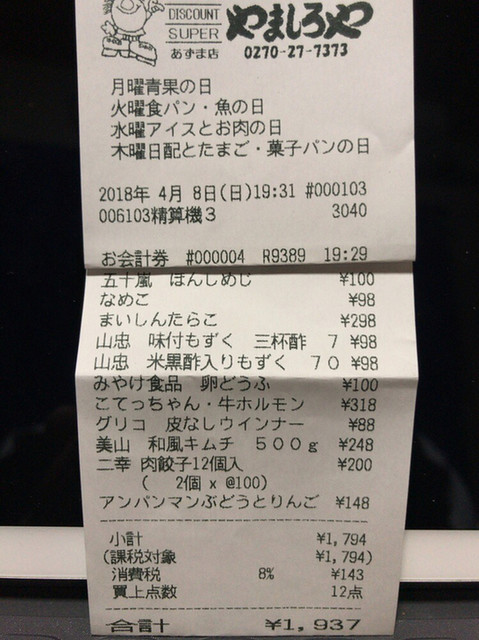 DISCOUNT
SUPER
やましろや
あずま店
0270-27-7373
月曜青果の日
火曜食パン・魚の日
水曜アイスとお肉の日
木曜日配とたまご・菓子パンの日
2018年 4月 8日(日)19:31 #000103
006103精算機3 3040
お会計券 #000004 R9389 19:29
五十嵐 ほんしめじ ¥100
なめこ ¥98
まいしんたらこ ¥298
山忠 味付もずく 三杯酢 7 ¥98
山忠 米黒酢入りもずく 70 ¥98
みやけ食品 卵どうふ ¥100
こてっちゃん・牛ホルモン ¥318
グリコ 皮なしウインナー ¥88
美山 和風キムチ 500g ¥248
二幸 肉餃子12個入 ¥200
( 2個 x @100)
アンパンマンぶどうとりんご ¥148
小計 ¥1,794
(課税対象 ¥1,794)
消費税 8% ¥143
買上点数 12点
合計 ¥1,937